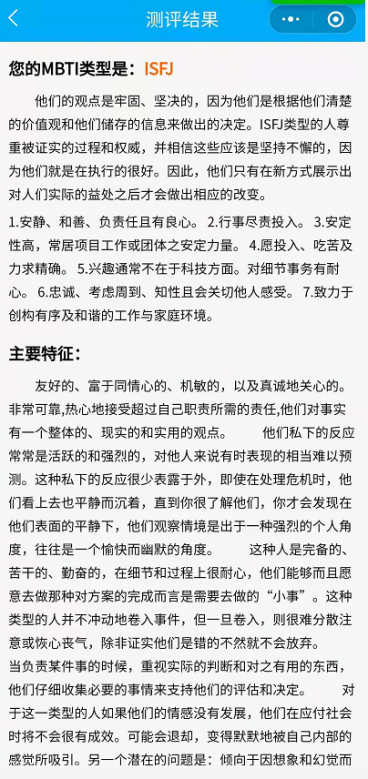 测评结果
您的MBTI类型是：ISFJ
他们的观点是牢固、坚决的，因为他们是根据他们清楚
的价值观和他们储存的信息来做出的决定。ISFJ类型的人尊
重被证实的过程和权威，并相信这些应该是坚持不懈的，因
为他们就是在执行的很好。因此，他们只有在新方式展示出
对人们实际的益处之后才会做出相应的改变。
1.安静、和善、负责任且有良心。 2.行事尽责投入。 3.安定
性高，常居项目工作或团体之安定力量。 4.愿投入、吃苦及
力求精确。 5.兴趣通常不在于科技方面。对细节事务有耐
心。 6.忠诚、考虑周到、知性且会关切他人感受。 7.致力于
创构有序及和谐的工作与家庭环境。
主要特征：
友好的、富于同情心的、机敏的，以及真诚地关心的。
非常可靠,热心地接受超过自己职责所需的责任,他们对事实
有一个整体的、现实的和实用的观点。 他们私下的反应
常常是活跃的和强烈的，对他人来说有时表现的相当难以预
测。这种私下的反应很少表露于外，即使在处理危机时，他
们看上去也平静而沉着，直到你很了解他们，你才会发现在
他们表面的平静下，他们观察情境是出于一种强烈的个人角
度，往往是一个愉快而幽默的角度。 这种人是完备的、
苦干的、勤奋的，在细节和过程上很耐心，他们能够而且愿
意去做那种对方案的完成而言是需要去做的“小事”。这种
类型的人并不冲动地卷入事件，但一旦卷入，则很难分散注
意或恢心丧气，除非证实他们是错的不然就不会放弃。
当负责某件事的时候，重视实际的判断和对之有用的东西，
他们仔细收集必要的事情来支持他们的评估和决定。 对
于这一类型的人如果他们的情感没有发展，他们在应付社会
时将不会很有成效。可能会退却，变得默默地被自己内部的
感觉所吸引。另一个潜在的问题是：倾向于因想象和幻觉而